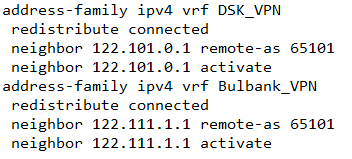 address-family ipv4 vrf DSK_VPN
redistribute connected
neighbor 122.101.0.1 remote-as 65101
neighbor 122.101.0.1 activate
address-family ipv4 vrf Bulbank_VPN
redistribute connected
neighbor 122.111.1.1 remote-as 65101
neighbor 122.111.1.1 activate